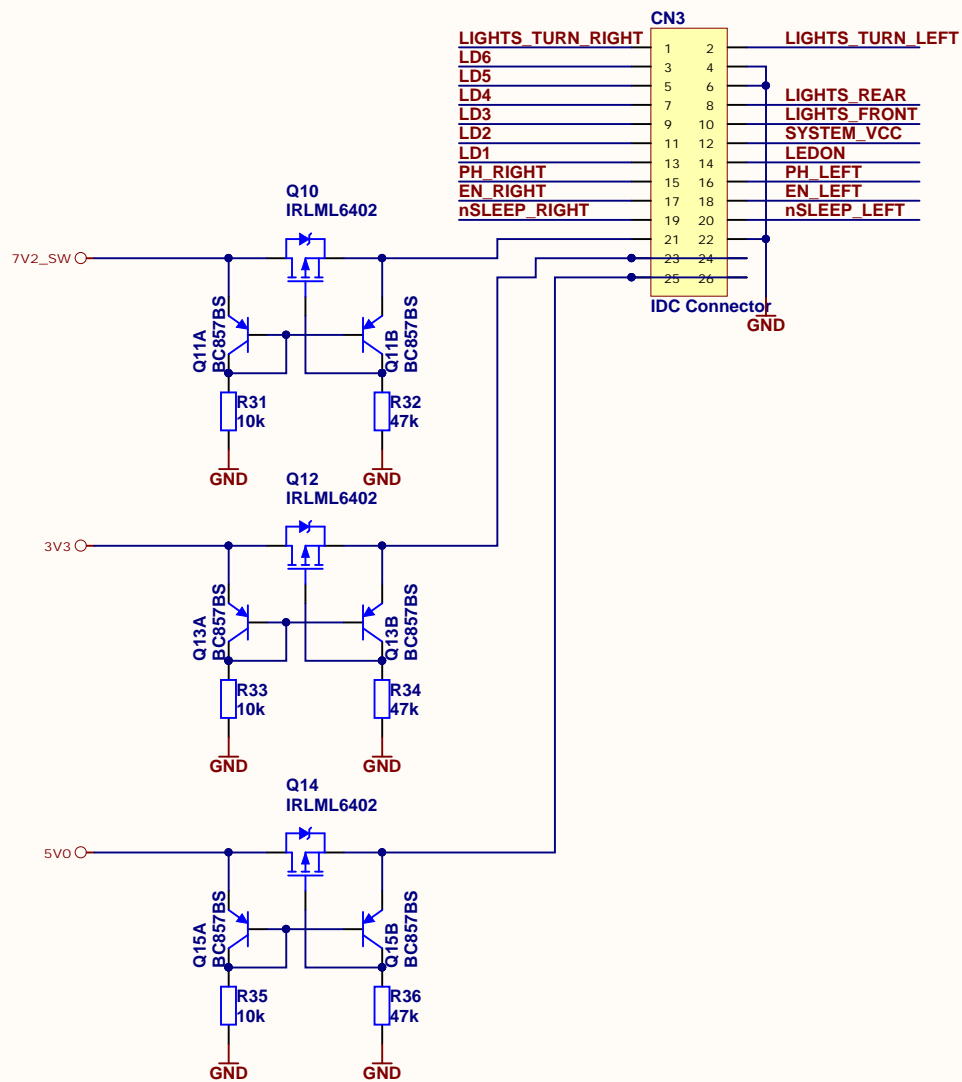 CN3
LIGHTS_TURN_RIGHT 1 2 LIGHTS_TURN_LEFT
LD6 3 4
LD5 5 6
LD4 7 8 LIGHTS_REAR
LD3 9 10 LIGHTS_FRONT
LD2 11 12 SYSTEM_VCC
LD1 13 14 LEDON
PH_RIGHT 15 16 PH_LEFT
EN_RIGHT 17 18 EN_LEFT
nSLEEP_RIGHT 19 20 nSLEEP_LEFT
21 22
23 24
25 26
IDC Connector
GND
Q10
IRLML6402
7V2_SW
Q11A
BC857BS
Q11B
BC857BS
R31
10k
R32
47k
GND
GND
Q12
IRLML6402
3V3
Q13A
BC857BS
Q13B
BC857BS
R33
10k
R34
47k
GND
GND
Q14
IRLML6402
5V0
Q15A
BC857BS
Q15B
BC857BS
R35
10k
R36
47k
GND
GND